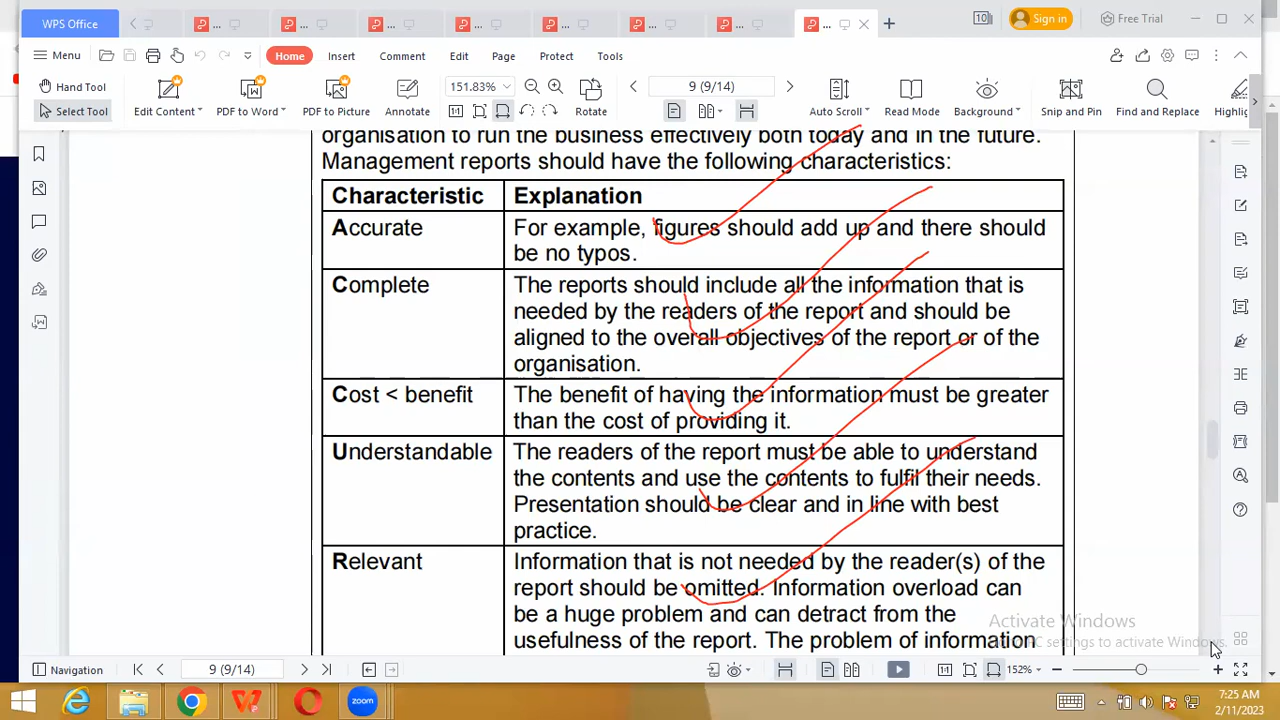 WPS Office
... ... ... ... ... ... ... ...
10
Sign in
Free Trial
Menu
Home Insert Comment Edit Page Protect Tools
Hand Tool
151.83%
9 (9/14)
Select Tool
Edit Content PDF to Word PDF to Picture Annotate Rotate Auto Scroll Read Mode Background Snip and Pin Find and Replace Highlig
organisation to run the business effectively both today and in the future.
Management reports should have the following characteristics:
Characteristic Explanation
Accurate For example, figures should add up and there should
be no typos.
Complete The reports should include all the information that is
needed by the readers of the report and should be
aligned to the overall objectives of the report or of the
organisation.
Cost < benefit The benefit of having the information must be greater
than the cost of providing it.
Understandable The readers of the report must be able to understand
the contents and use the contents to fulfil their needs.
Presentation should be clear and in line with best
practice.
Relevant Information that is not needed by the reader(s) of the
report should be omitted. Information overload can
be a huge problem and can detract from the
usefulness of the report. The problem of information
Activate Windows
PC settings to activate Windows.
Navigation
9 (9/14)
152%
zoom
7:25 AM
2/11/2023